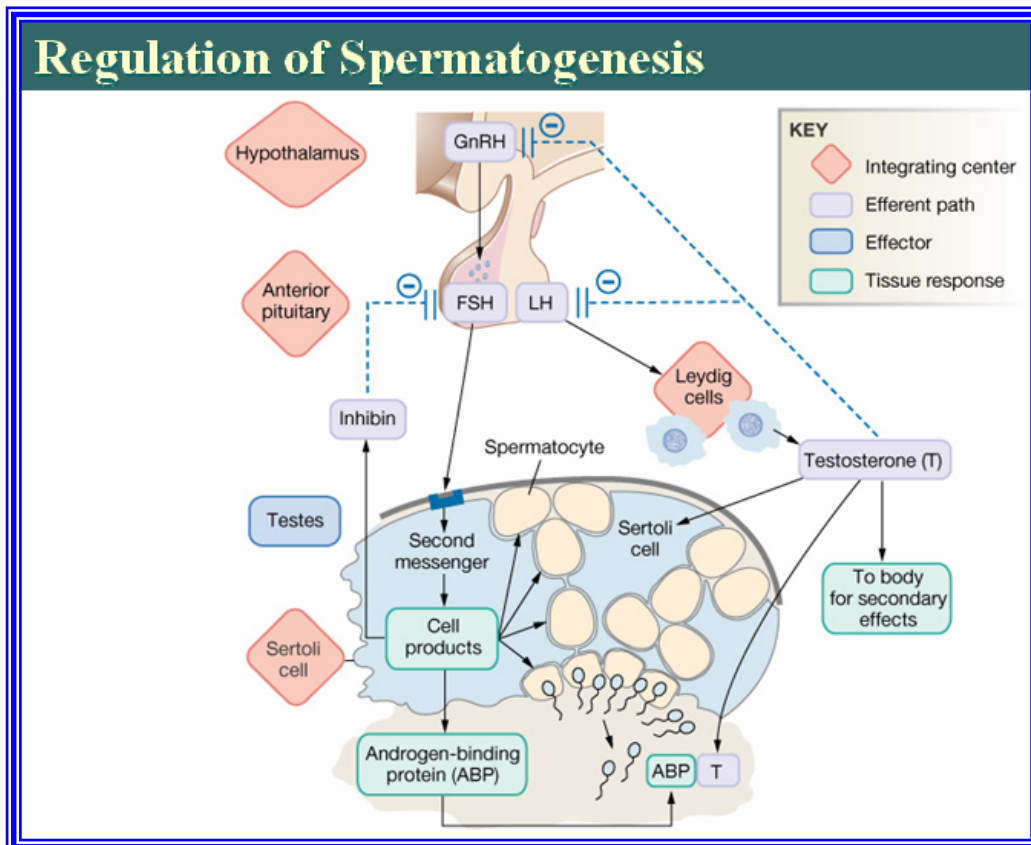 Regulation of Spermatogenesis
KEY
Integrating center
Efferent path
Effector
Tissue response
Hypothalamus
GnRH
−
Anterior
pituitary
−
FSH
LH
−
Leydig
cells
Inhibin
Testosterone (T)
Spermatocyte
Testes
Second
messenger
Sertoli
cell
To body
for secondary
effects
Cell
products
Sertoli
cell
Androgen-binding
protein (ABP)
ABP
T